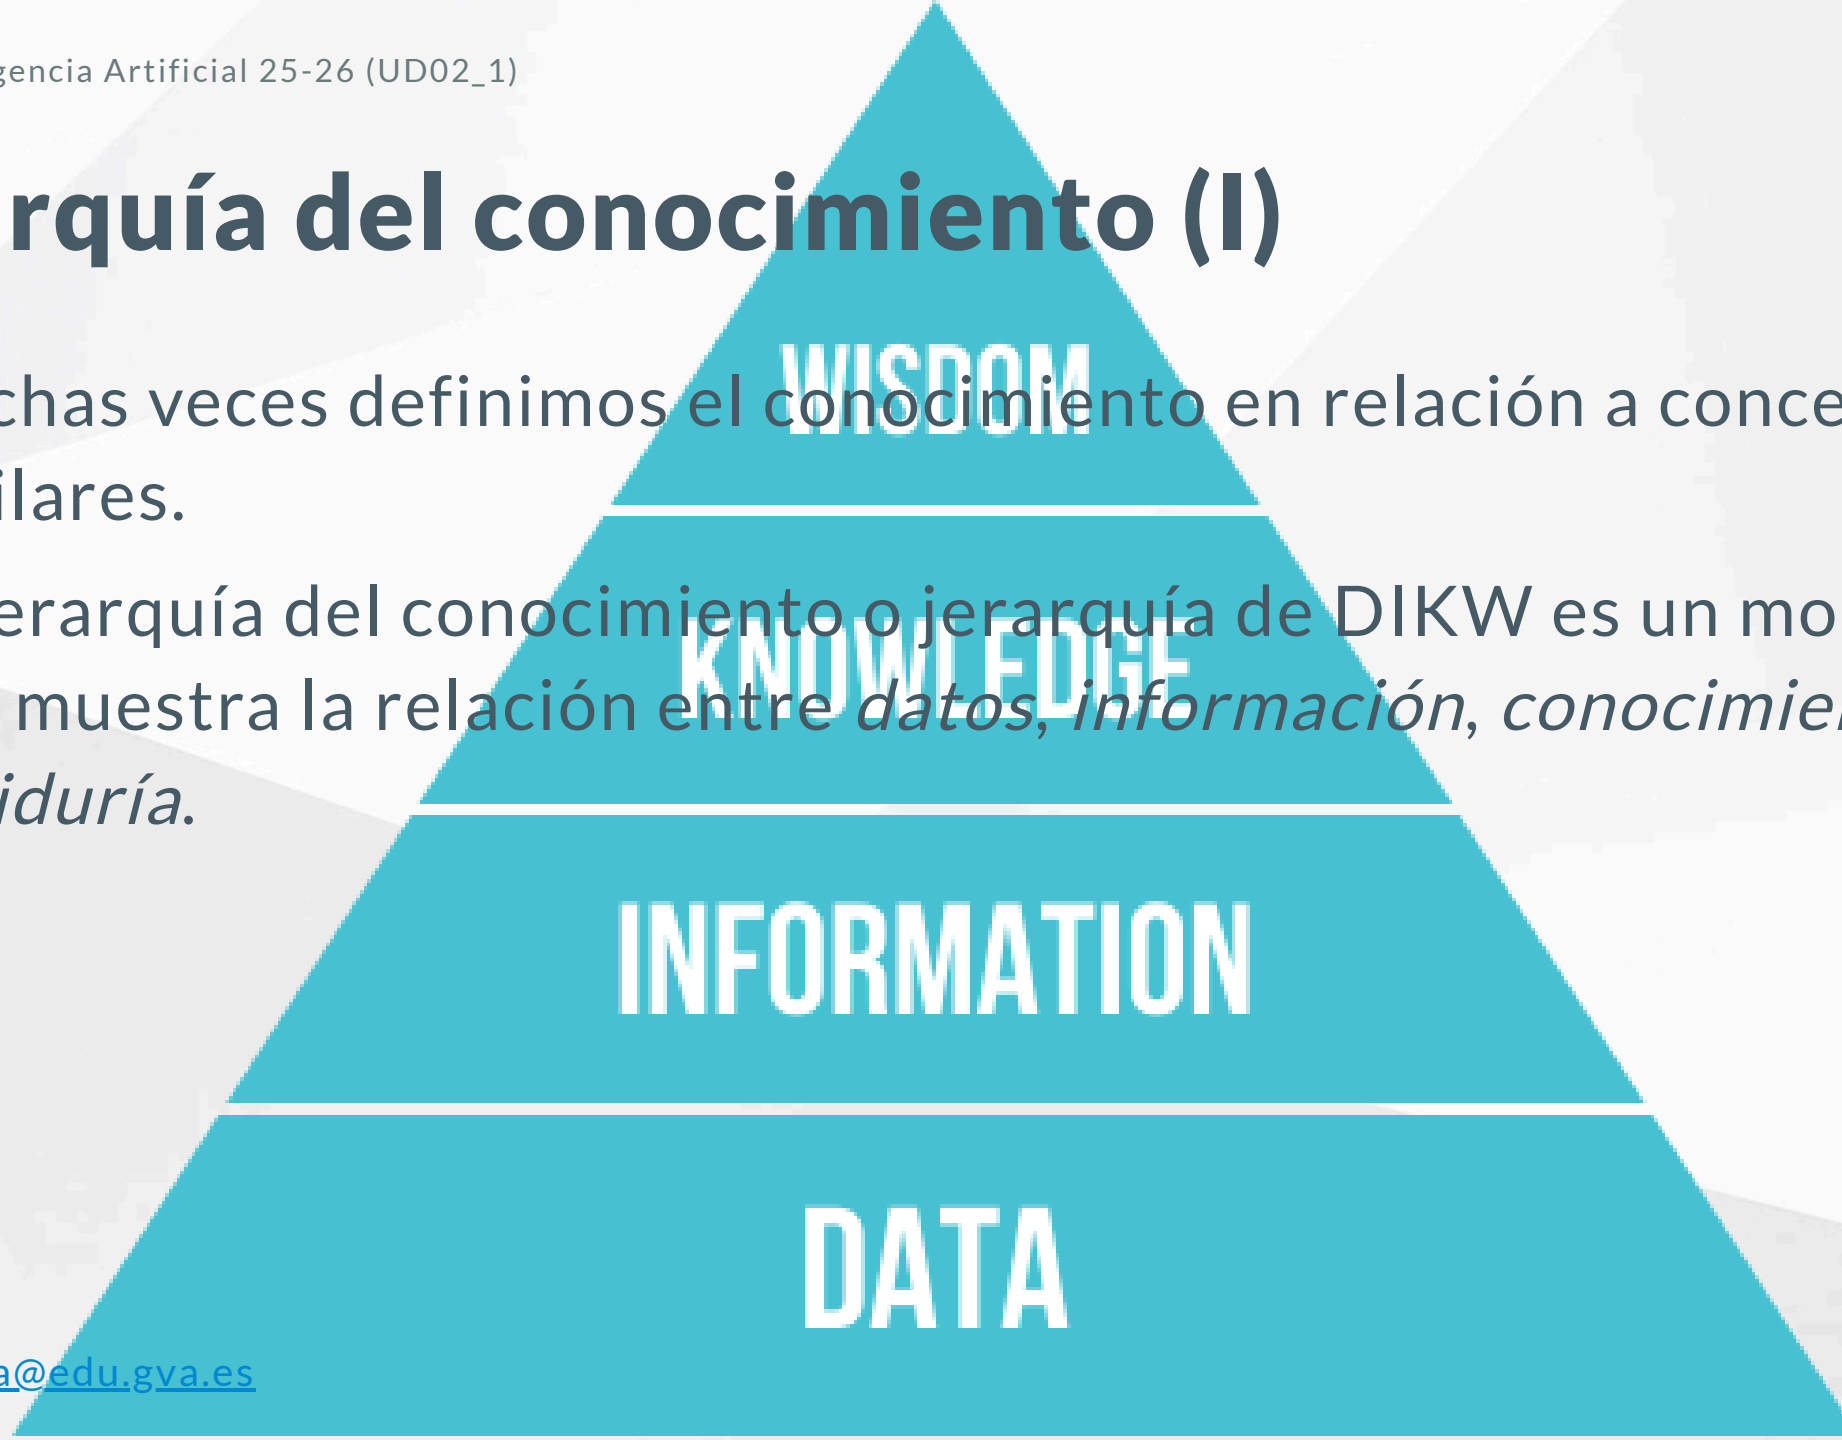 gencia Artificial 25-26 (UD02_1)
rquía del conocimiento (I)
WISDOM
chas veces definimos el conocimiento en relación a conce
ilares.
erarquía del conocimiento o jerarquía de DIKW es un mo
KNOWLEDGE
muestra la relación entre datos, información, conocimie
iduría.
INFORMATION
DATA
a@edu.gva.es